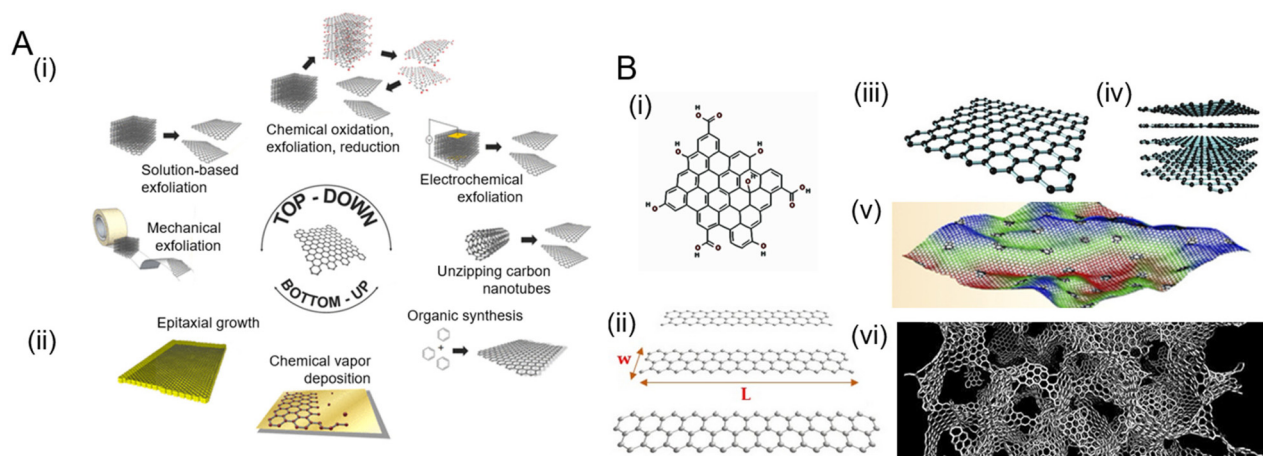 A
(i)
Chemical oxidation,
exfoliation, reduction
Solution-based
exfoliation
Electrochemical
exfoliation
Mechanical
exfoliation
TOP - DOWN
BOTTOM - UP
Unzipping carbon
nanotubes
(ii)
Epitaxial growth
Chemical vapor
deposition
Organic synthesis
+
B
(i)
H O O
O H
H O
O H
H O
O O H
H O O
O H
(ii)
W
L
(iii)
(iv)
(v)
(vi)